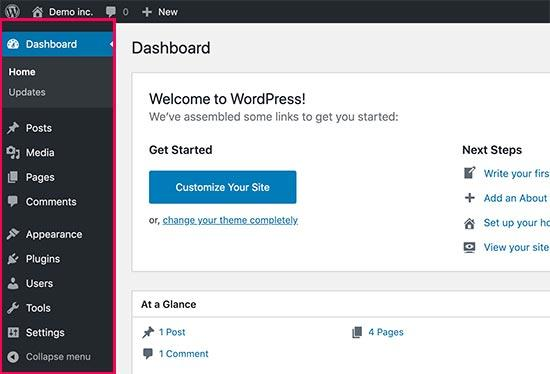 Demo inc. 0 + New
Dashboard
Home
Updates
Posts
Media
Pages
Comments
Appearance
Plugins
Users
Tools
Settings
Collapse menu
Dashboard
Welcome to WordPress!
We've assembled some links to get you started:
Get Started
Customize Your Site
or, change your theme completely
Next Steps
Write your firs
Add an About
Set up your ho
View your site
At a Glance
1 Post
4 Pages
1 Comment